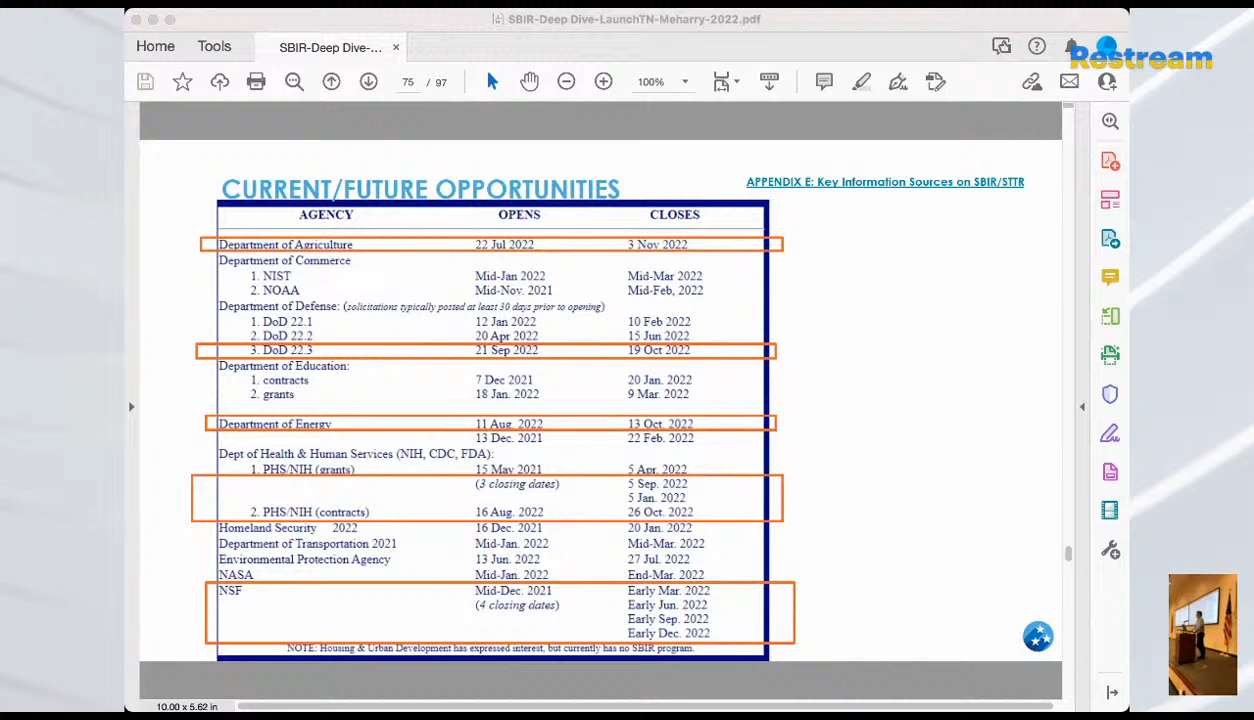 SBIR-Deep Dive-LaunchTN-Meharry-2022.pdf
Home Tools SBIR-Deep Dive-... ×
Restream
75 / 97 100%
CURRENT/FUTURE OPPORTUNITIES
APPENDIX E: Key Information Sources on SBIR/STTR
AGENCY OPENS CLOSES
Department of Agriculture 22 Jul 2022 3 Nov 2022
Department of Commerce
1. NIST Mid-Jan 2022 Mid-Mar 2022
2. NOAA Mid-Nov. 2021 Mid-Feb, 2022
Department of Defense: (solicitations typically posted at least 30 days prior to opening)
1. DoD 22.1 12 Jan 2022 10 Feb 2022
2. DoD 22.2 20 Apr 2022 15 Jun 2022
3. DoD 22.3 21 Sep 2022 19 Oct 2022
Department of Education:
1. contracts 7 Dec 2021 20 Jan. 2022
2. grants 18 Jan. 2022 9 Mar. 2022
Department of Energy 11 Aug. 2022 13 Oct. 2022
13 Dec. 2021 22 Feb. 2022
Dept of Health & Human Services (NIH, CDC, FDA):
1. PHS/NIH (grants) 15 May 2021 5 Apr. 2022
(3 closing dates) 5 Sep. 2022
5 Jan. 2022
2. PHS/NIH (contracts) 16 Aug. 2022 26 Oct. 2022
Homeland Security 2022 16 Dec. 2021 20 Jan. 2022
Department of Transportation 2021 Mid-Jan. 2022 Mid-Mar. 2022
Environmental Protection Agency 13 Jun. 2022 27 Jul. 2022
NASA Mid-Jan. 2022 End-Mar. 2022
NSF Mid-Dec. 2021 Early Mar. 2022
(4 closing dates) Early Jun. 2022
Early Sep. 2022
Early Dec. 2022
NOTE: Housing & Urban Development has expressed interest, but currently has no SBIR program.
10.00 x 5.62 in